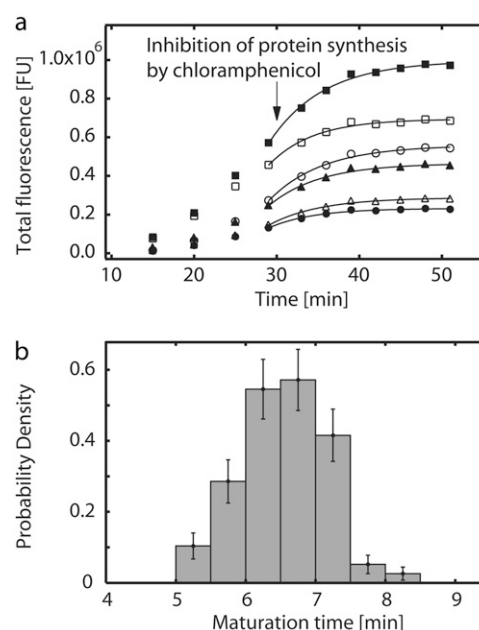 a
Inhibition of protein synthesis
by chloramphenicol
Total fluorescence [FU]
1.0x10⁶
0.8
0.6
0.4
0.2
0.0
10 20 30 40 50
Time [min]
b
Probability Density
0.6
0.4
0.2
0
4 5 6 7 8 9
Maturation time [min]